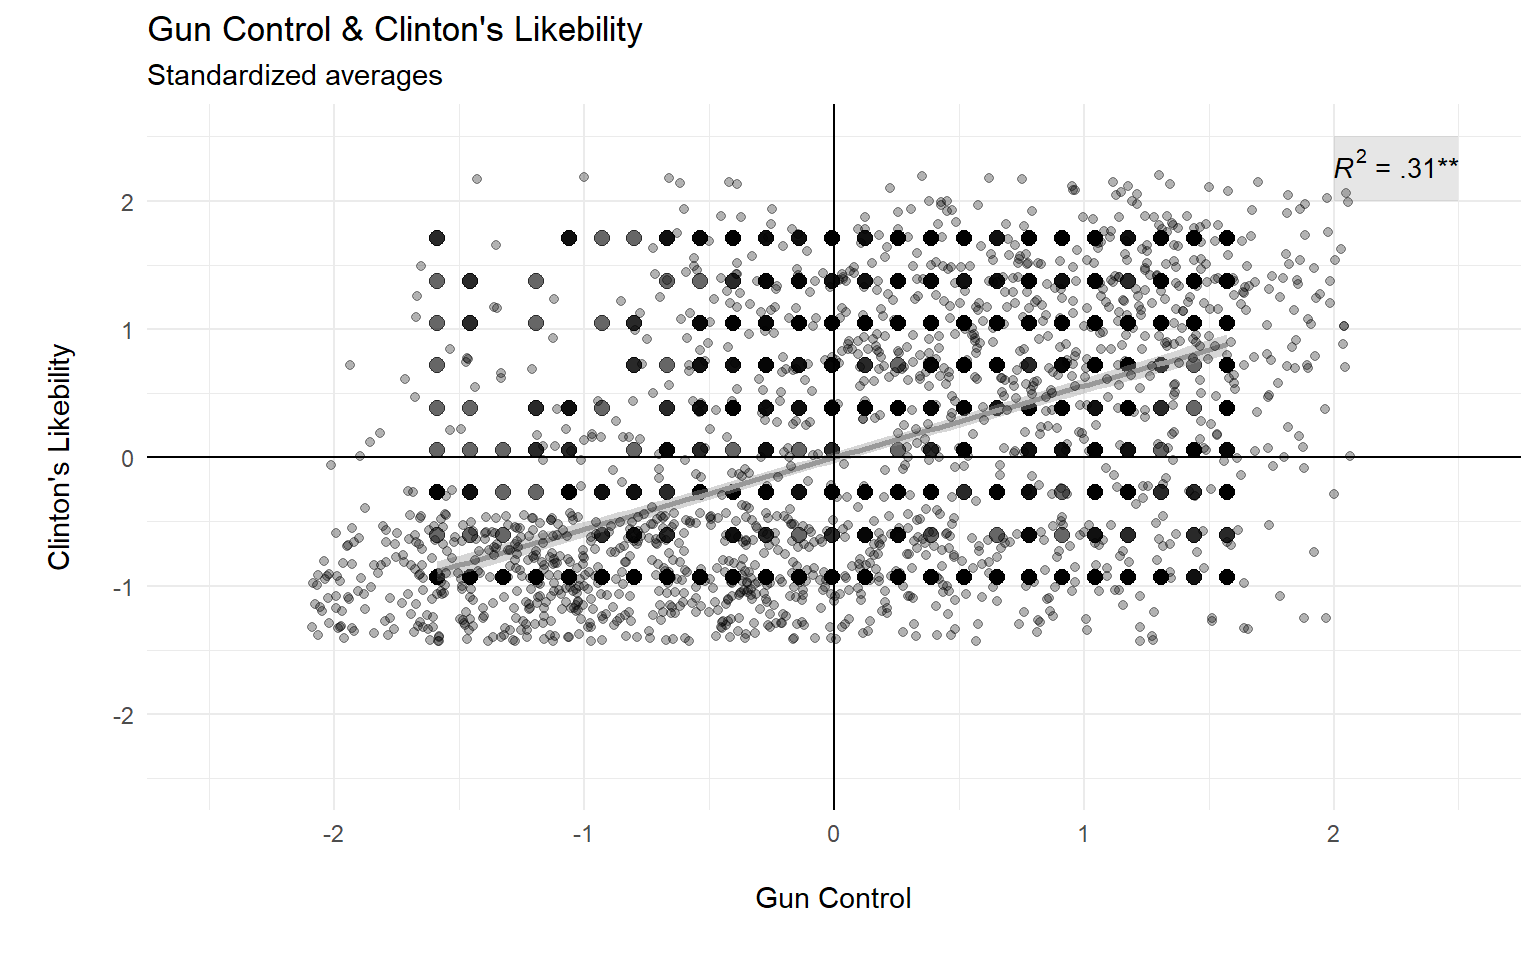 Gun Control & Clinton's Likebility
Standardized averages
R² = .31**
2
1
0
-1
-2
Clinton's Likebility
-2
-1
0
1
2
Gun Control